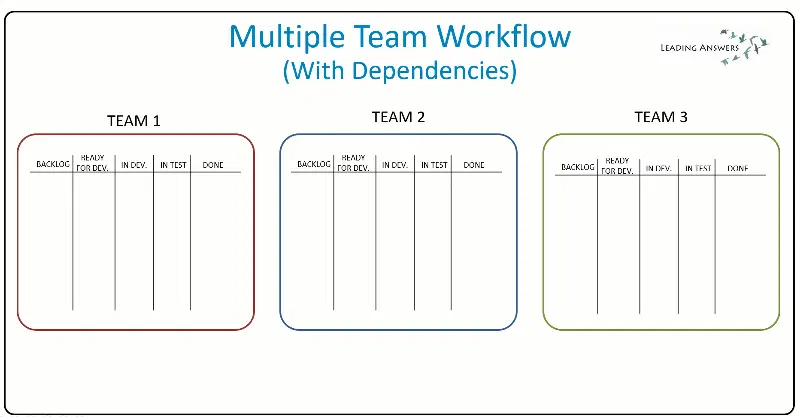 Multiple Team Workflow
(With Dependencies)
LEADING ANSWERS
TEAM 1
BACKLOG
READY
FOR DEV.
IN DEV.
IN TEST
DONE
TEAM 2
BACKLOG
READY
FOR DEV.
IN DEV.
IN TEST
DONE
TEAM 3
BACKLOG
READY
FOR DEV.
IN DEV.
IN TEST
DONE